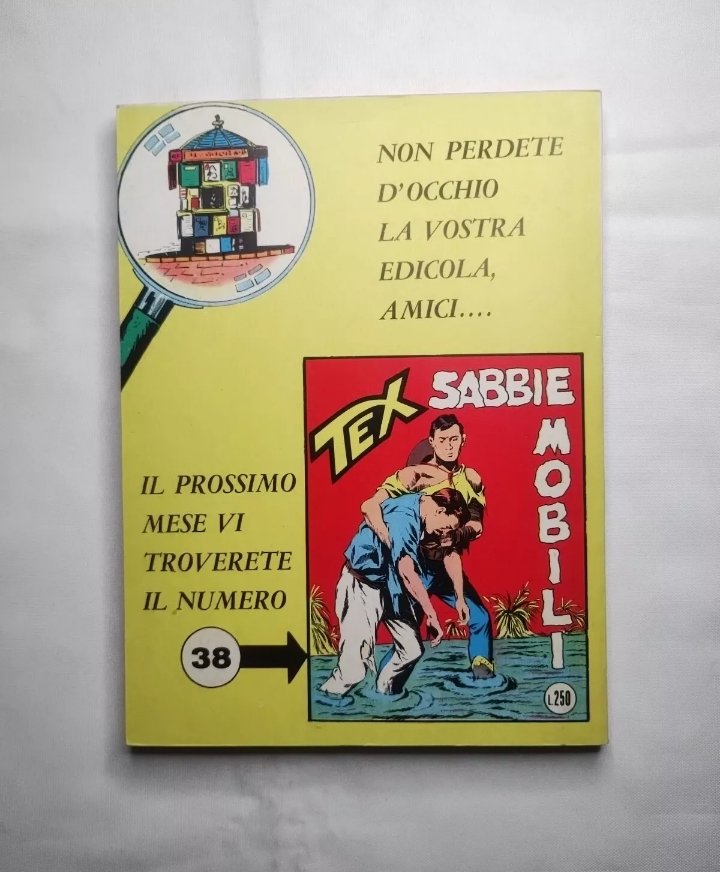 NON PERDETE
D'OCCHIO
LA VOSTRA
EDICOLA,
AMICI....
TEX
SABBIE
MOBILI
L.250
IL PROSSIMO
MESE VI
TROVERETE
IL NUMERO
38